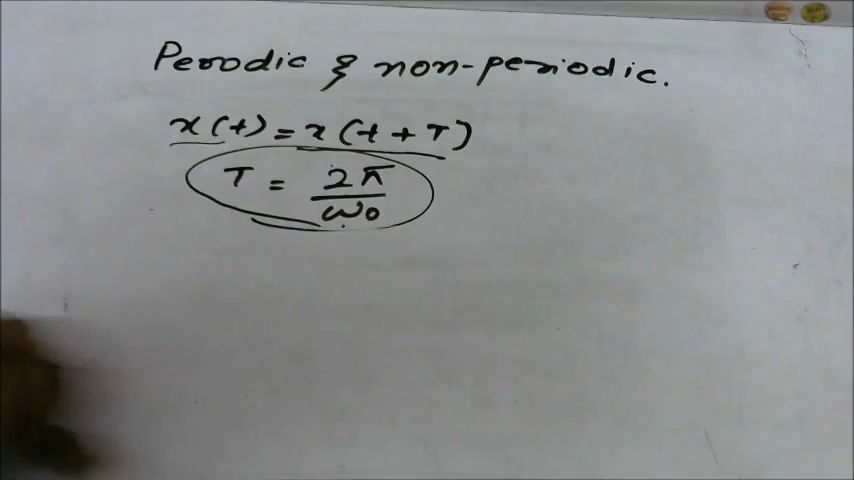 Perodic & non-periodic.
x(t) = x(t + T)
T = 2π/ω0